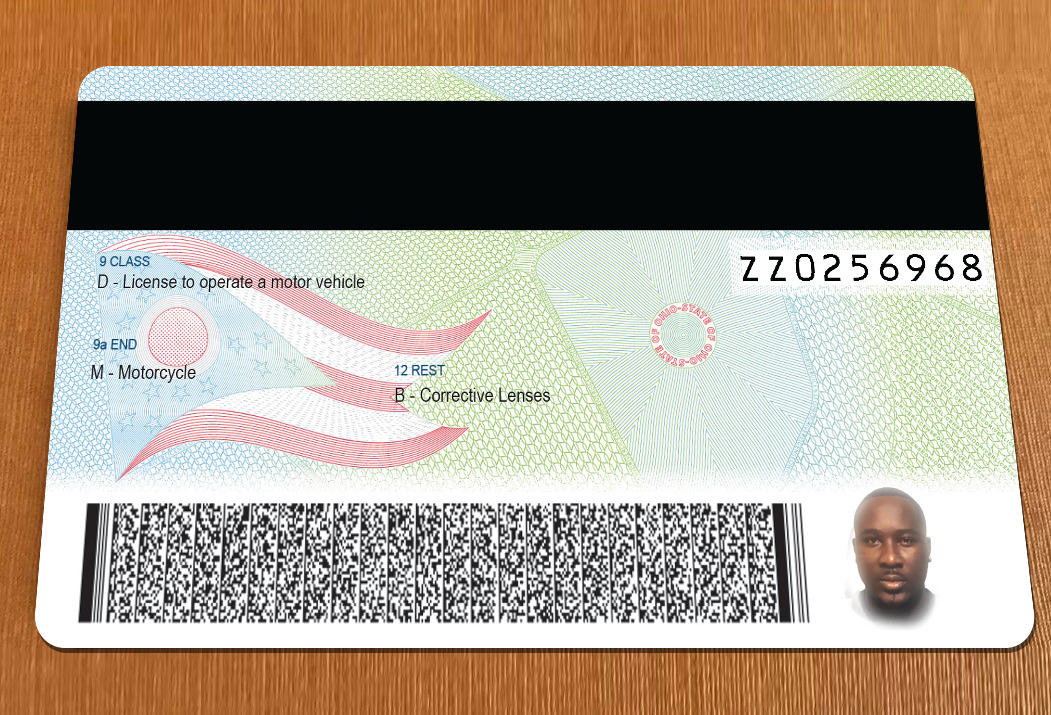 9 CLASS
D - License to operate a motor vehicle
ZZ0256968
9a END
M - Motorcycle
12 REST
B - Corrective Lenses
STATE OF OHIO-STATE OF OHIO-